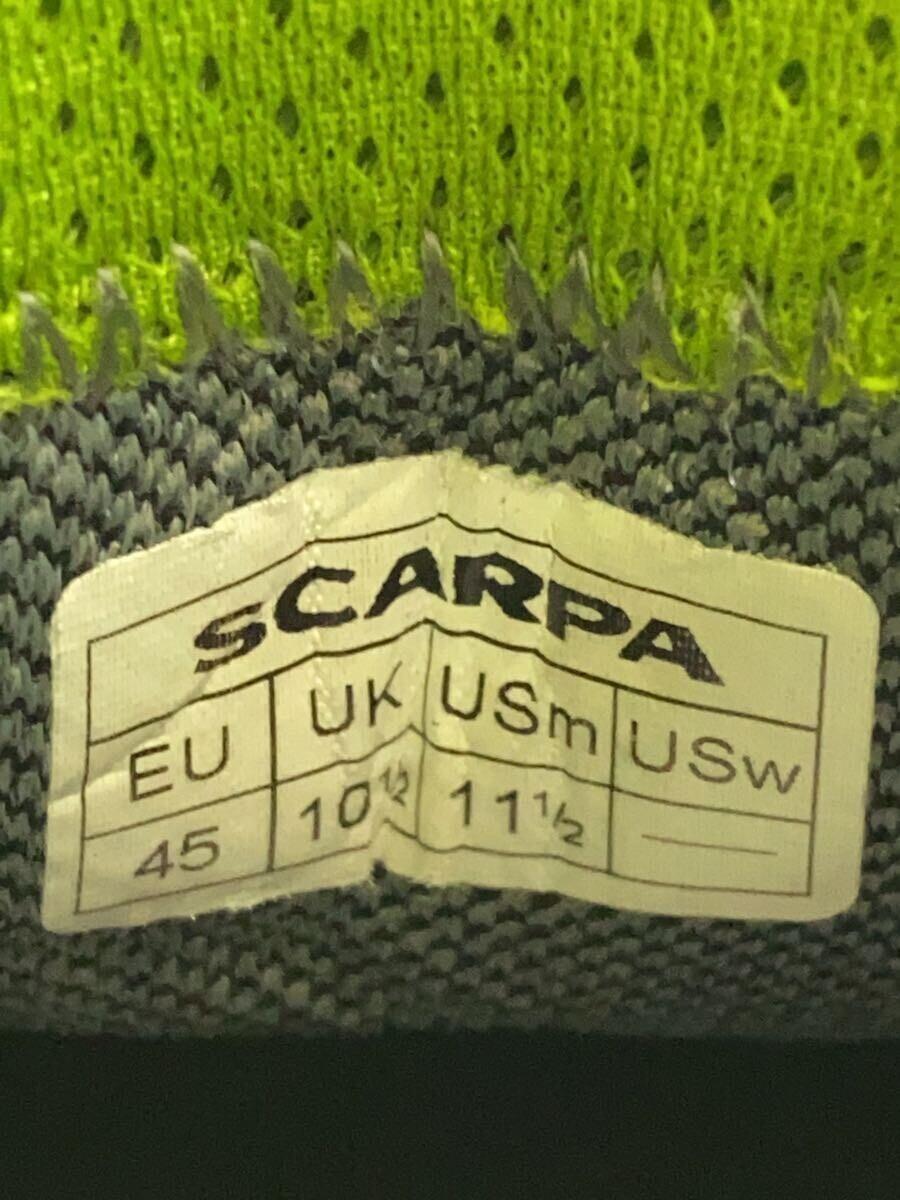 SCARPA
EU UK USm USw
45 10½ 11½ —